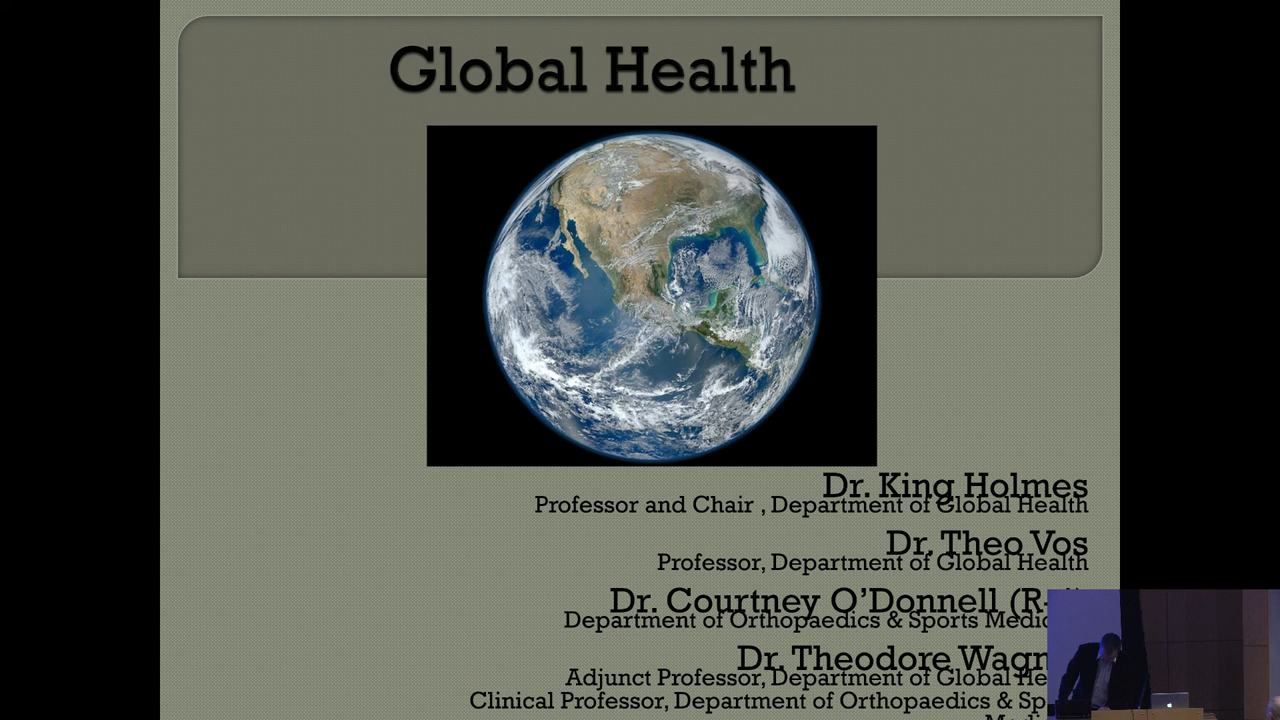 Global Health
Dr. King Holmes
Professor and Chair , Department of Global Health
Dr. Theo Vos
Professor, Department of Global Health
Dr. Courtney O’Donnell
Department of Orthopaedics & Sports
Dr. Theodore
Adjunct Professor, Department of Global
Clinical Professor, Department of Orthopaedics &